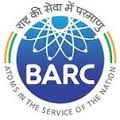 राष्ट्र की सेवा में परमाणु
BARC
ATOMS IN THE SERVICE OF THE NATION